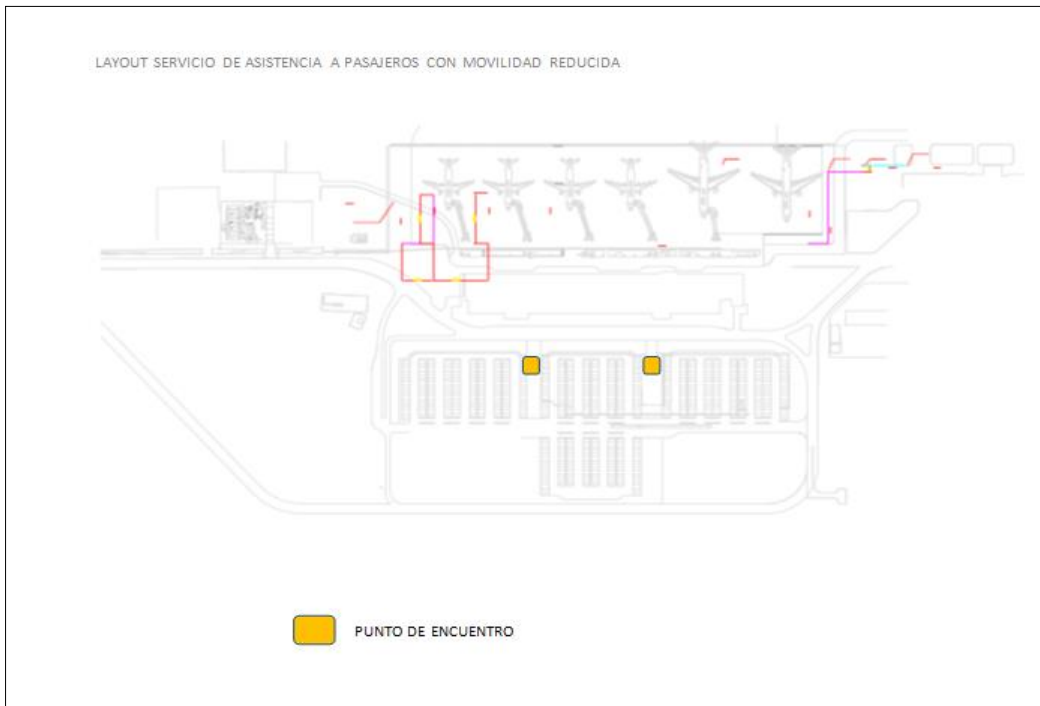 LAYOUT SERVICIO DE ASISTENCIA A PASAJEROS CON MOVILIDAD REDUCIDA
PUNTO DE ENCUENTRO